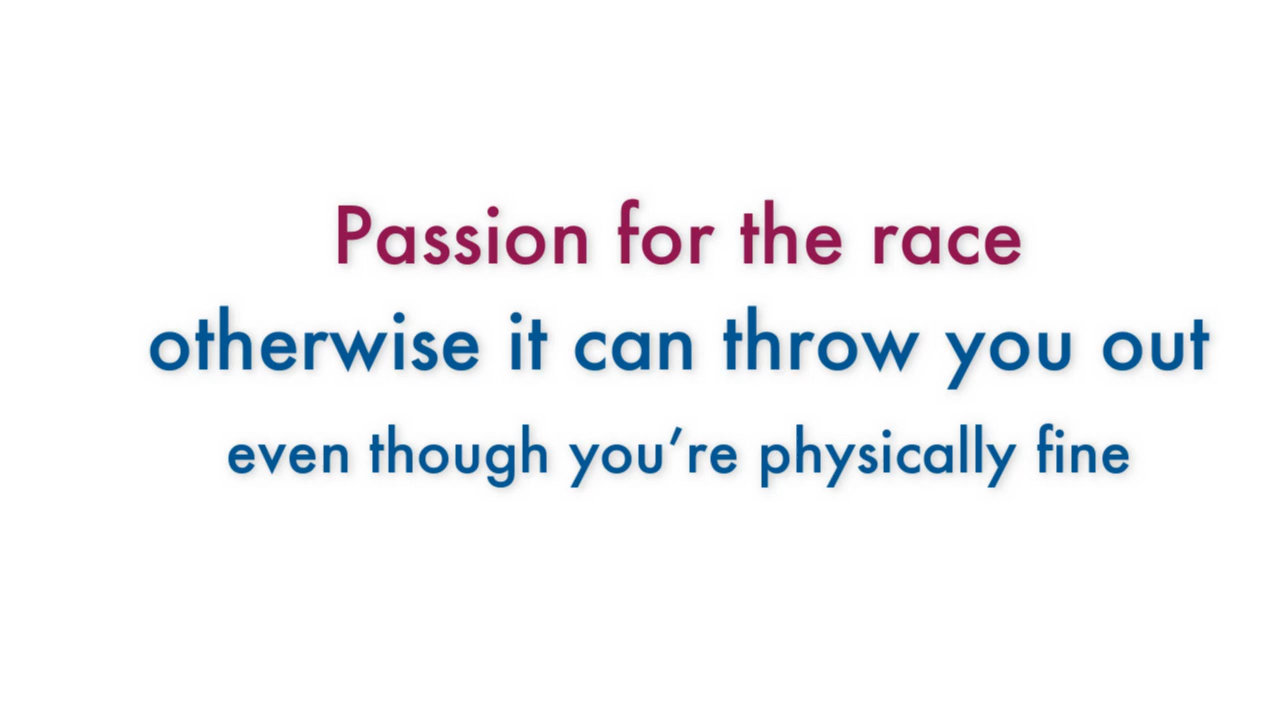 Passion for the race
otherwise it can throw you out
even though you’re physically fine